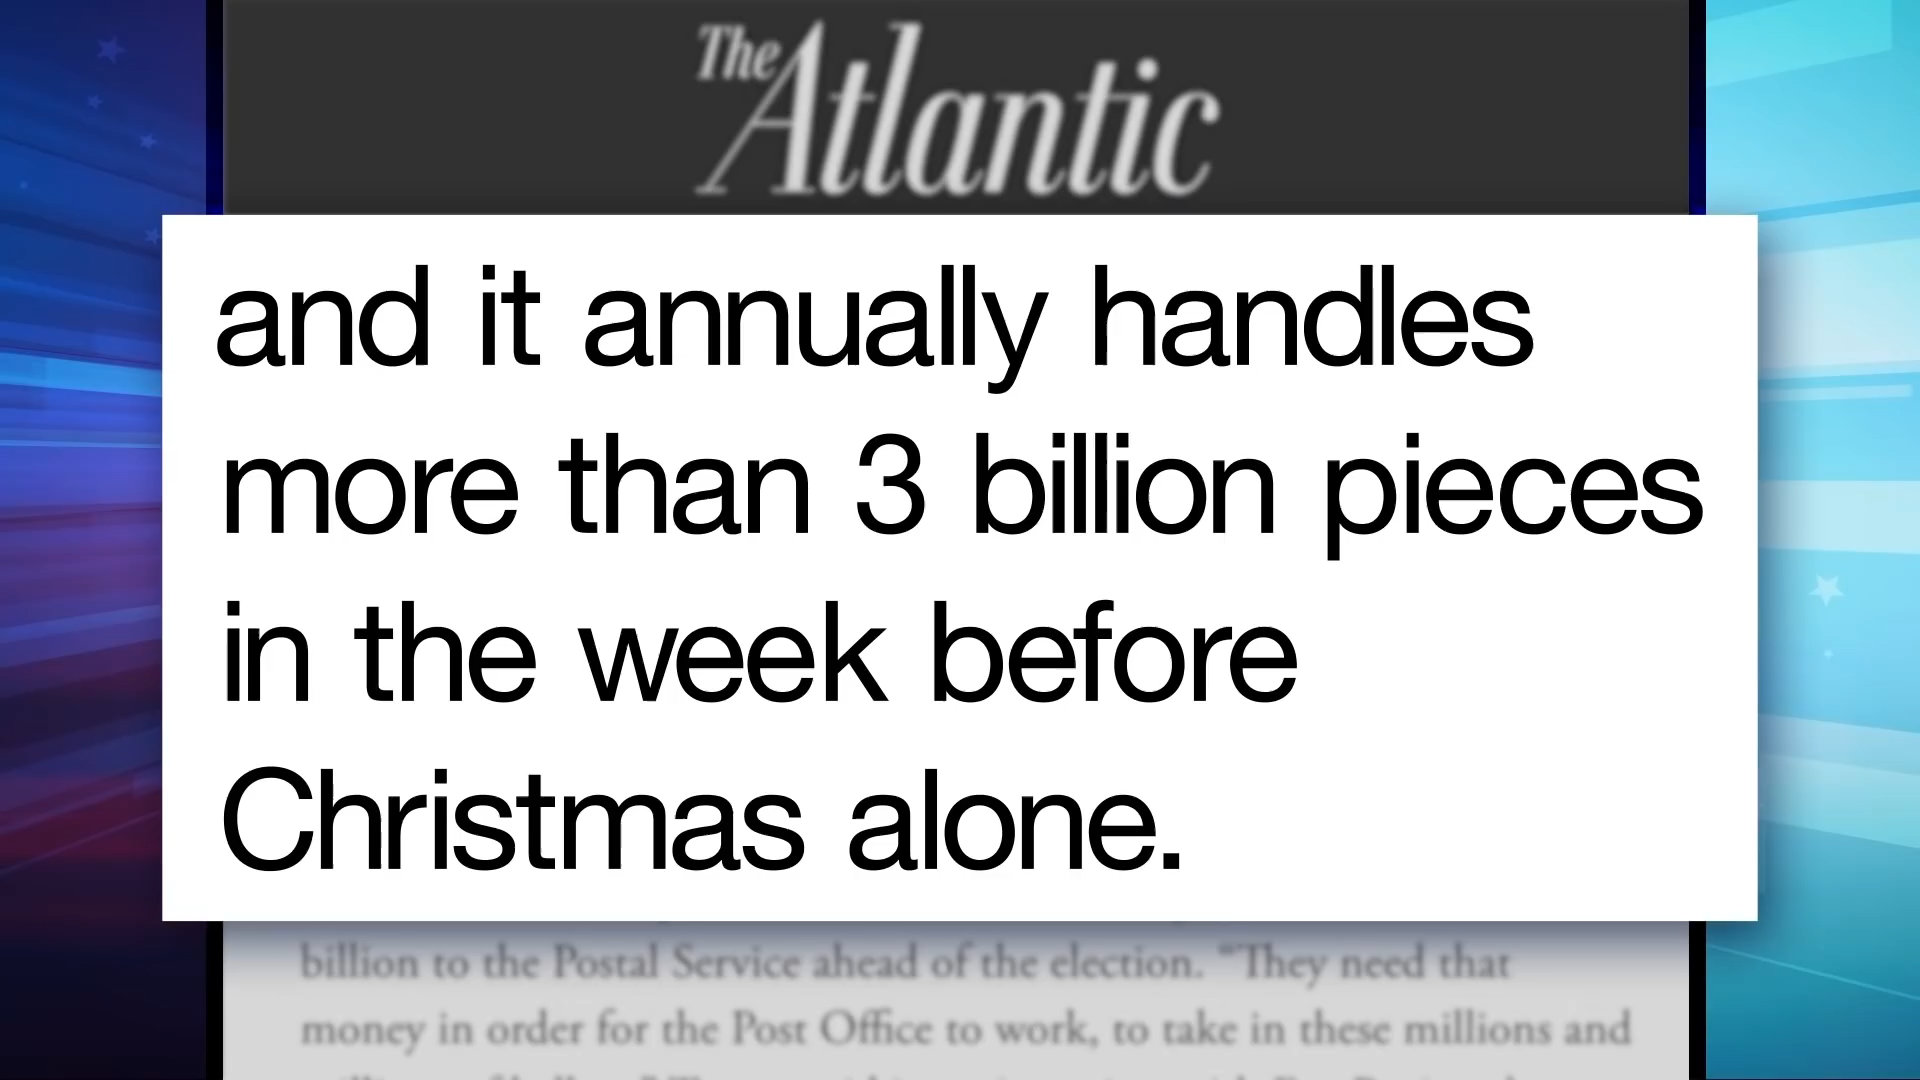 The Atlantic
and it annually handles
more than 3 billion pieces
in the week before
Christmas alone.
billion to the Postal Service ahead of the election. “They need that
money in order for the Post Office to work, to take in these millions and